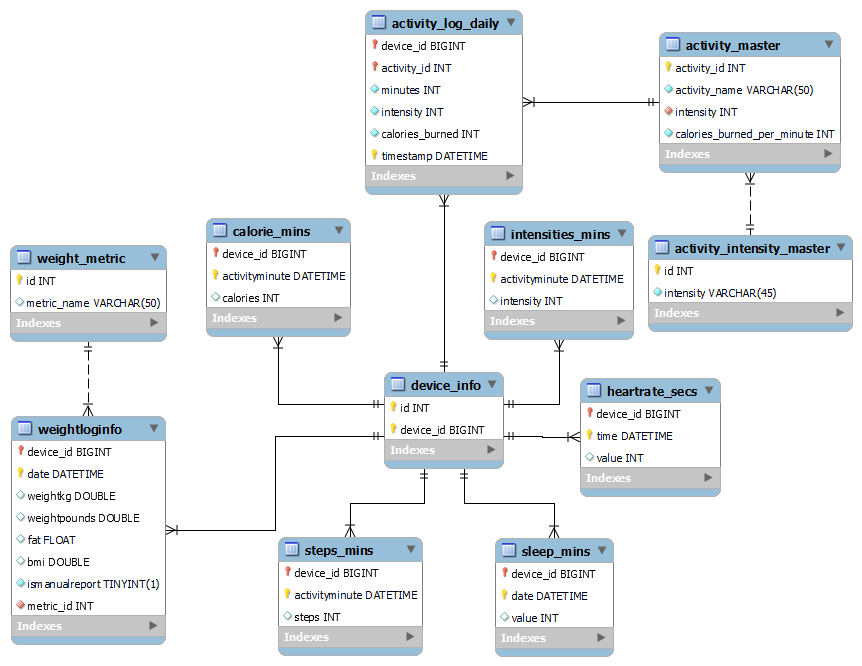 activity_log_daily
device_id BIGINT
activity_id INT
minutes INT
intensity INT
calories_burned INT
timestamp DATETIME
Indexes
activity_master
activity_id INT
activity_name VARCHAR(50)
intensity INT
calories_burned_per_minute INT
Indexes
calorie_mins
device_id BIGINT
activityminute DATETIME
calories INT
Indexes
intensities_mins
device_id BIGINT
activityminute DATETIME
intensity INT
Indexes
activity_intensity_master
id INT
intensity VARCHAR(45)
Indexes
weight_metric
id INT
metric_name VARCHAR(50)
Indexes
device_info
id INT
device_id BIGINT
Indexes
heartrate_secs
device_id BIGINT
time DATETIME
value INT
Indexes
weightloginfo
device_id BIGINT
date DATETIME
weightkg DOUBLE
weightpounds DOUBLE
fat FLOAT
bmi DOUBLE
ismanualreport TINYINT(1)
metric_id INT
Indexes
steps_mins
device_id BIGINT
activityminute DATETIME
steps INT
Indexes
sleep_mins
device_id BIGINT
date DATETIME
value INT
Indexes